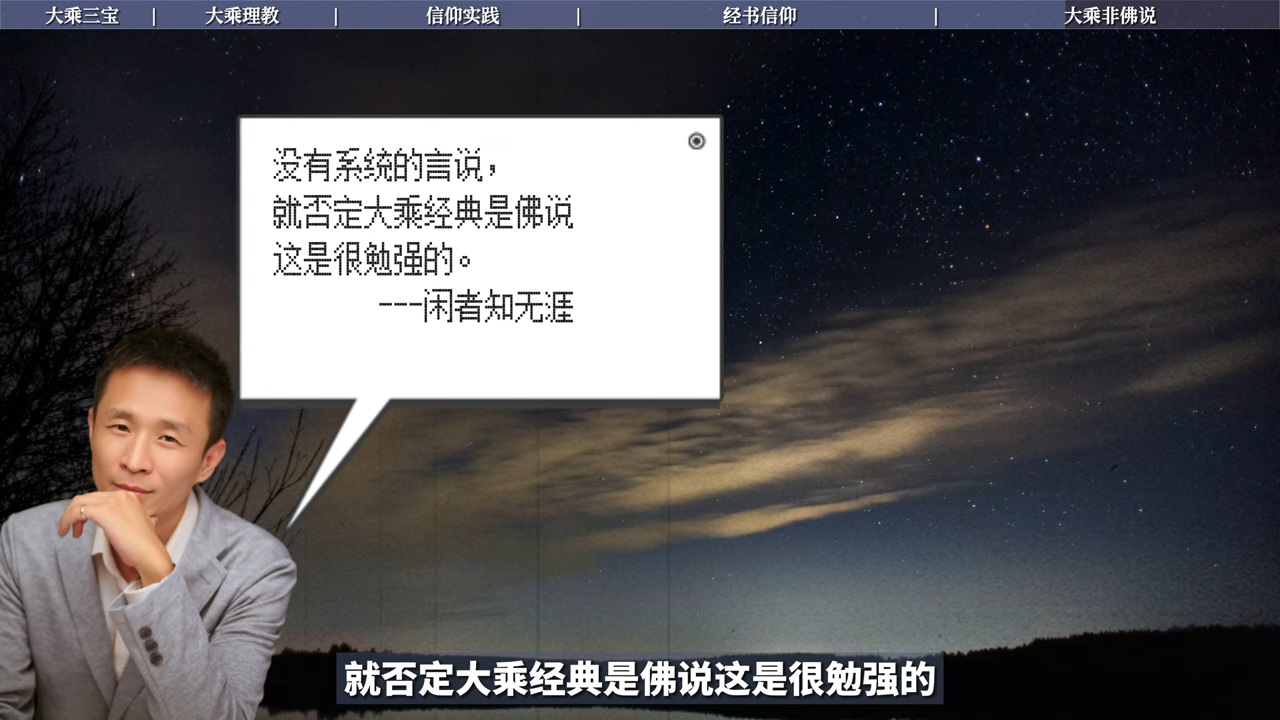 大乘三宝 | 大乘理教 | 信仰实践 | 经书信仰 | 大乘非佛说
没有系统的言说，
就否定大乘经典是佛说
这是很勉强的。
---闲者知无涯
就否定大乘经典是佛说这是很勉强的